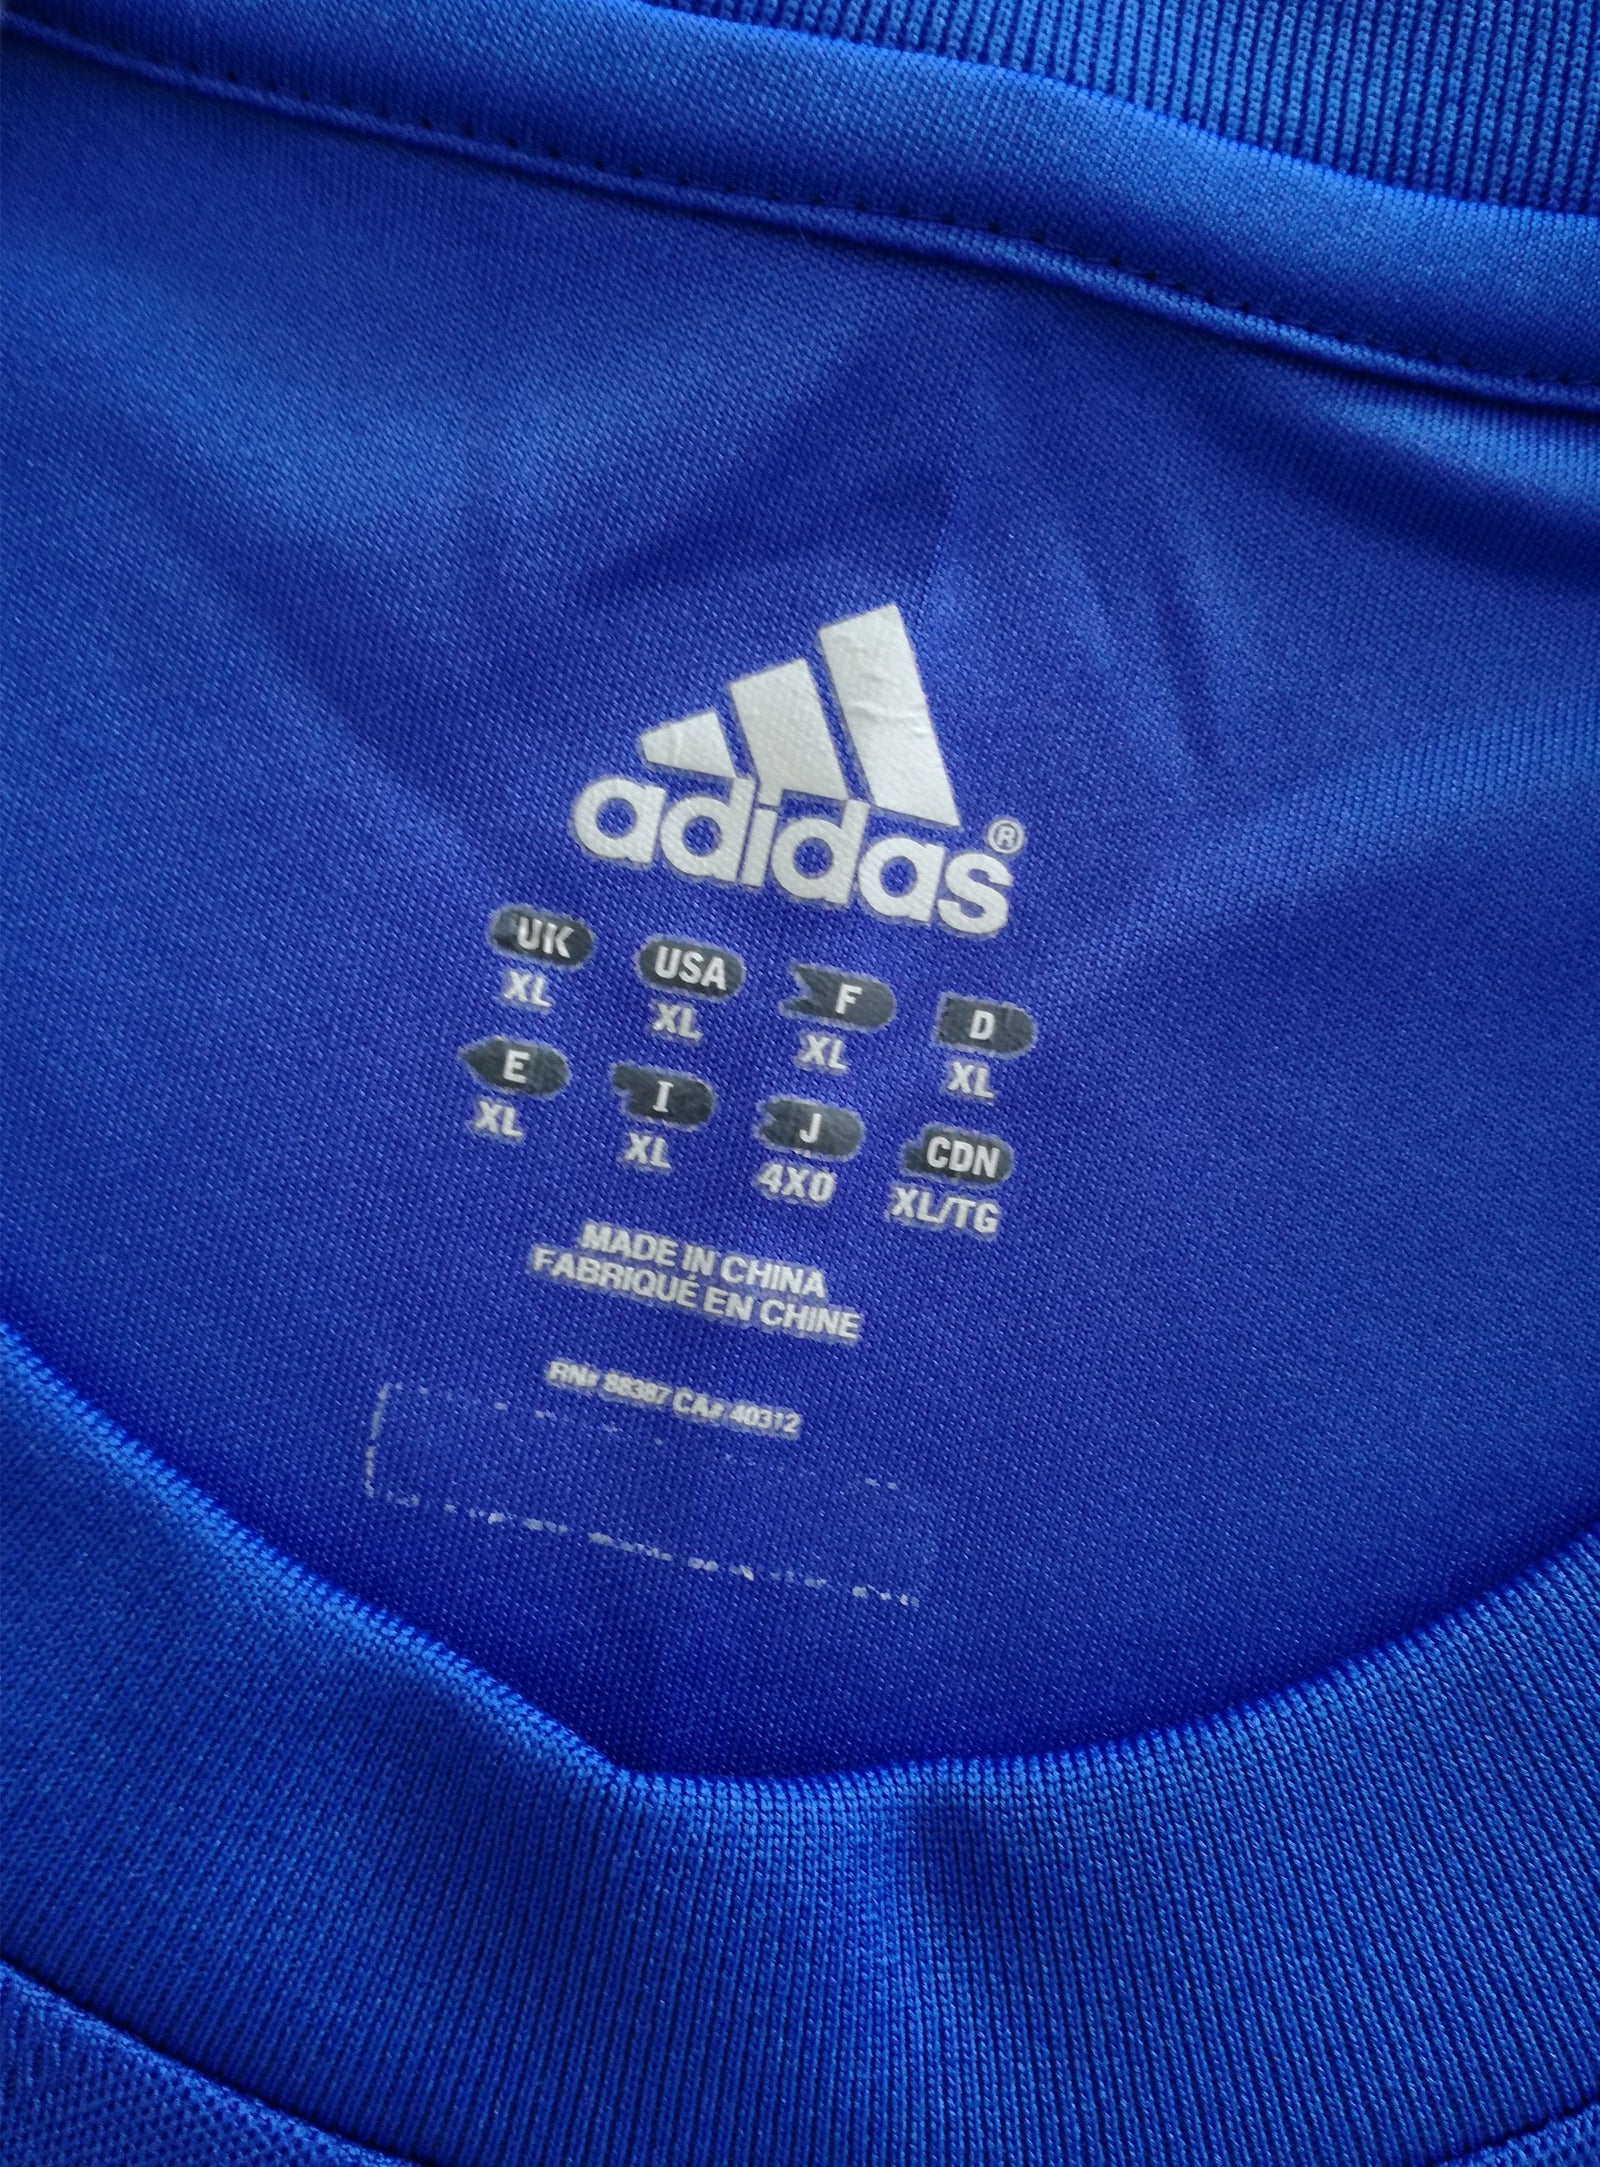 adidas®
UK USA F D
XL XL XL XL
E I J CDN
XL XL 4XO XL/TG
MADE IN CHINA
FABRIQUÉ EN CHINE
RN# 88387 CA# 40312